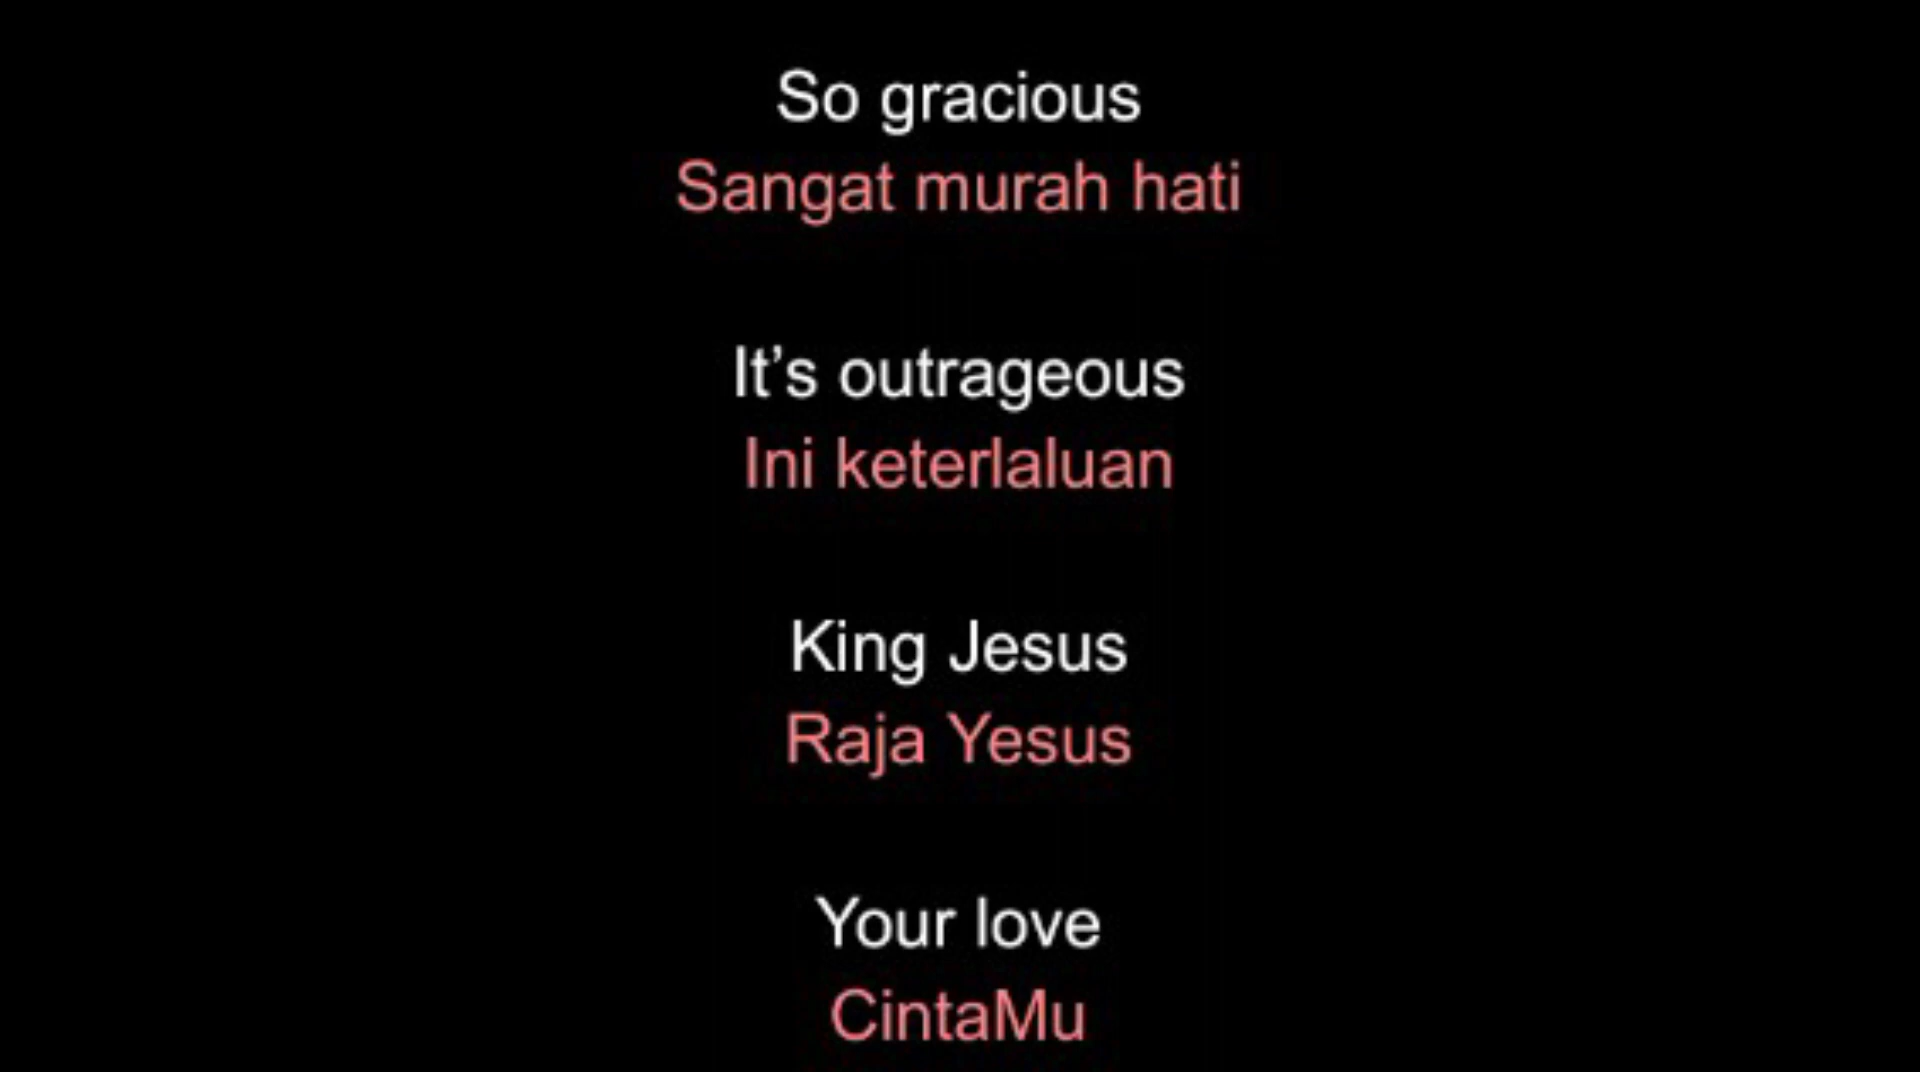 So gracious
Sangat murah hati
It’s outrageous
Ini keterlaluan
King Jesus
Raja Yesus
Your love
CintaMu